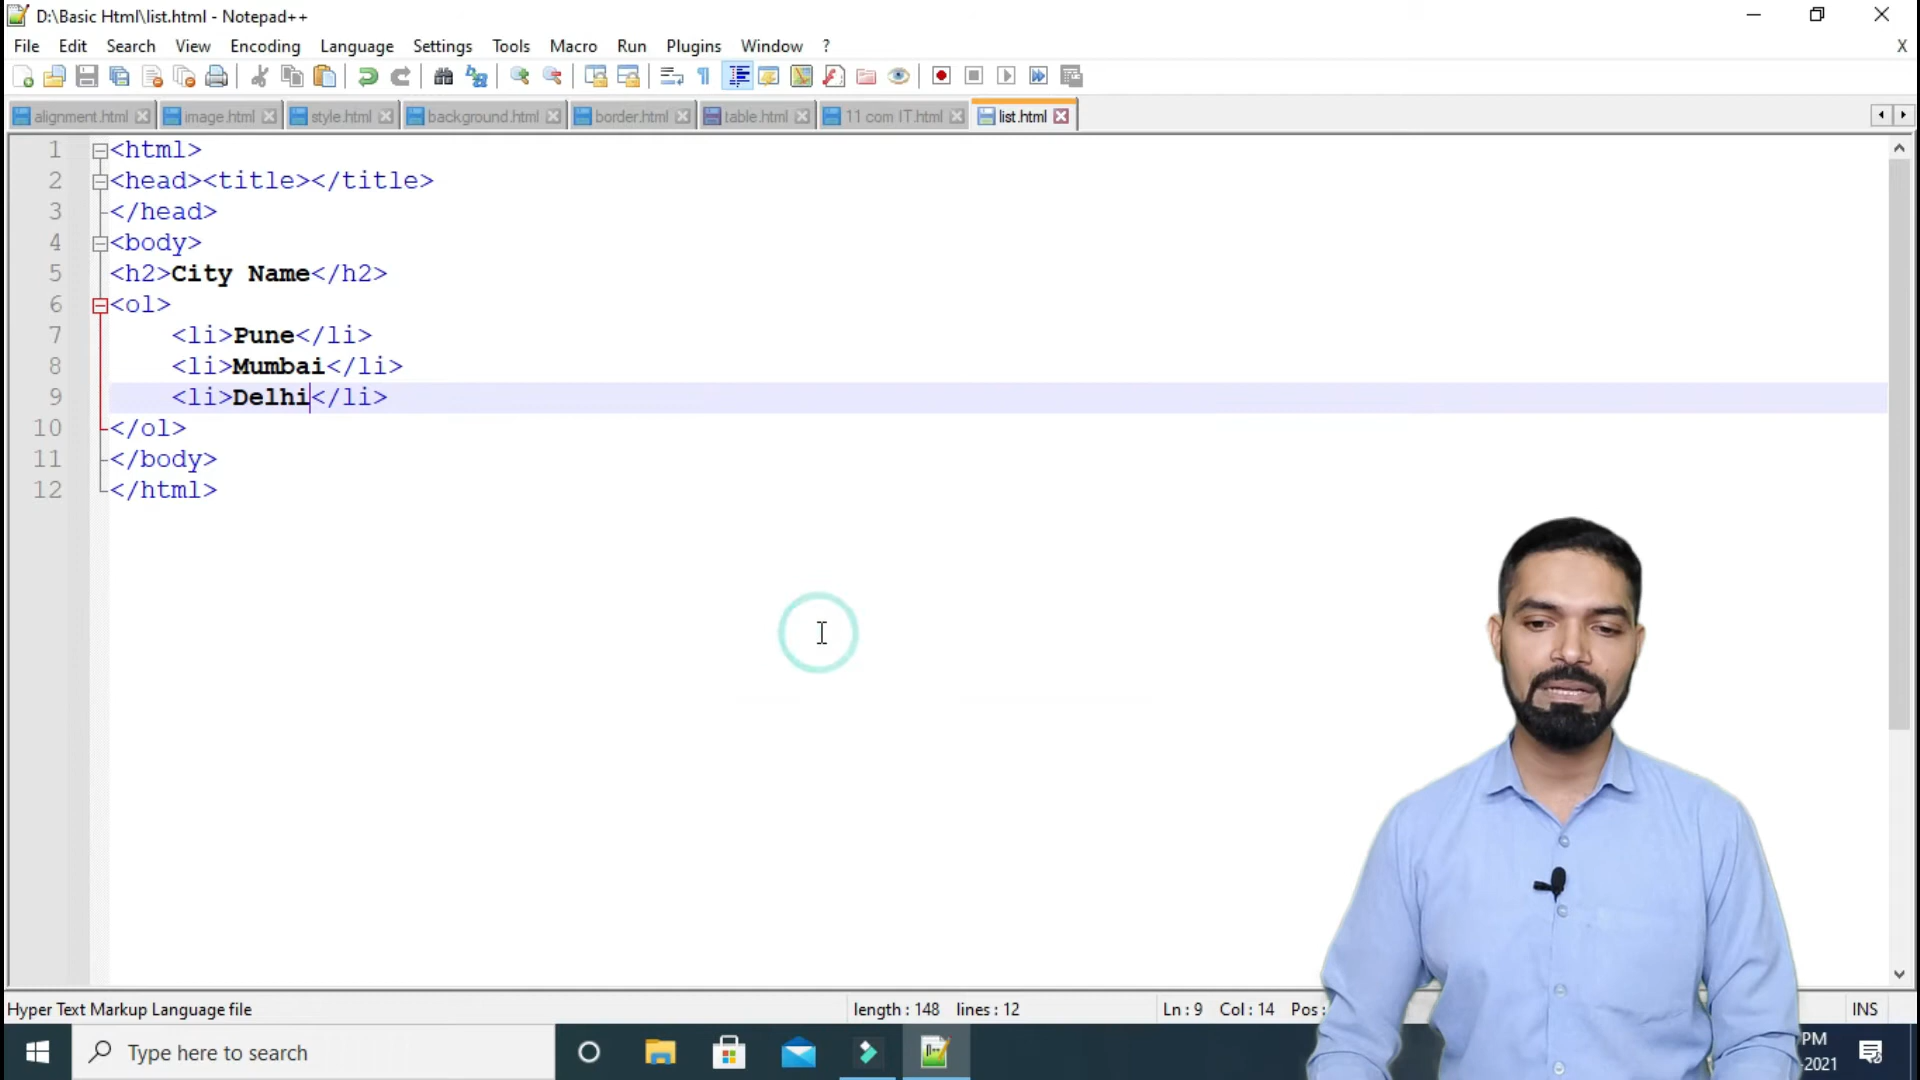 D:\Basic Html\list.html - Notepad++
File Edit Search View Encoding Language Settings Tools Macro Run Plugins Window ? X
alignment.html image.html style.html background.html border.html table.html 11 com IT.html list.html
1 <html>
2 <head><title></title>
3 </head>
4 <body>
5 <h2>City Name</h2>
6 <ol>
7 <li>Pune</li>
8 <li>Mumbai</li>
9 <li>Delhi</li>
10 </ol>
11 </body>
12 </html>
Hyper Text Markup Language file length : 148 lines : 12 Ln : 9 Col : 14 Pos : INS
Type here to search
PM
-2021